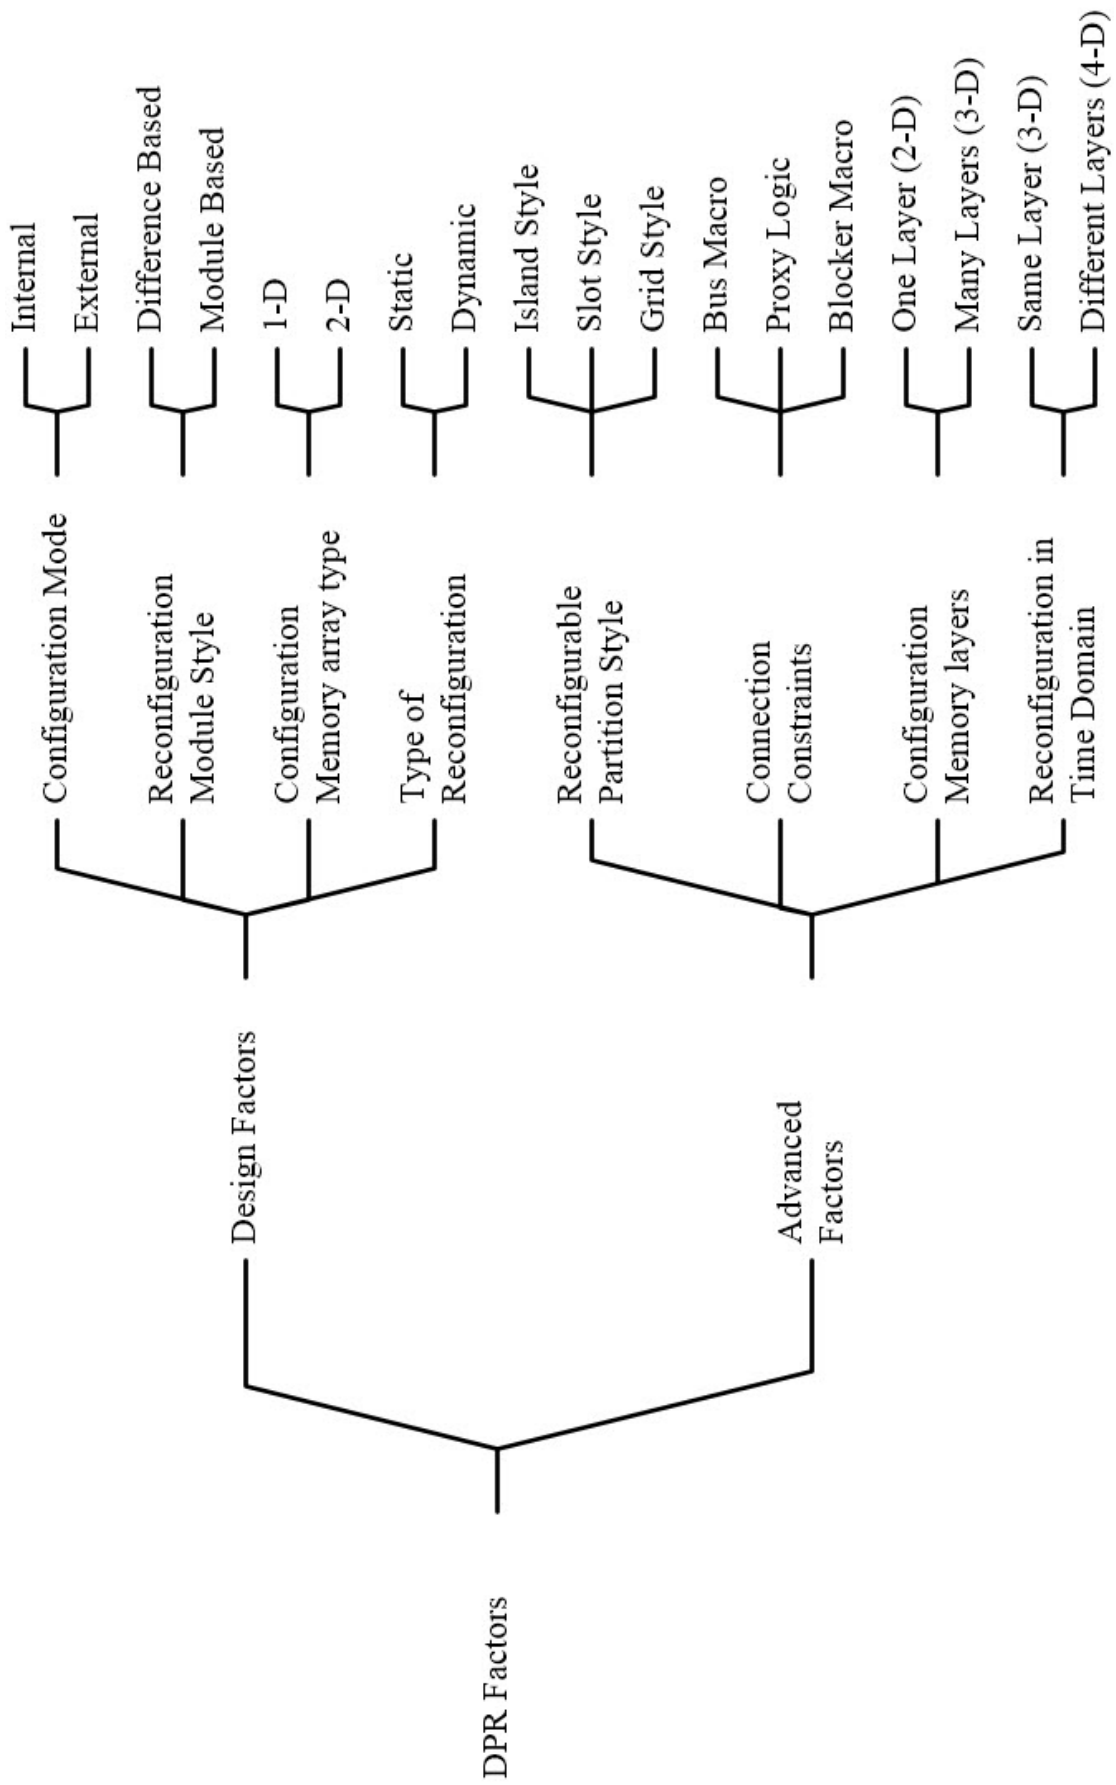 DPR Factors
Design Factors
Configuration Mode
Internal
External
Reconfiguration
Module Style
Difference Based
Module Based
Configuration
Memory array type
1-D
2-D
Type of
Reconfiguration
Static
Dynamic
Advanced
Factors
Reconfigurable
Partition Style
Island Style
Slot Style
Grid Style
Connection
Constraints
Bus Macro
Proxy Logic
Blocker Macro
Configuration
Memory layers
One Layer (2-D)
Many Layers (3-D)
Reconfiguration in
Time Domain
Same Layer (3-D)
Different Layers (4-D)